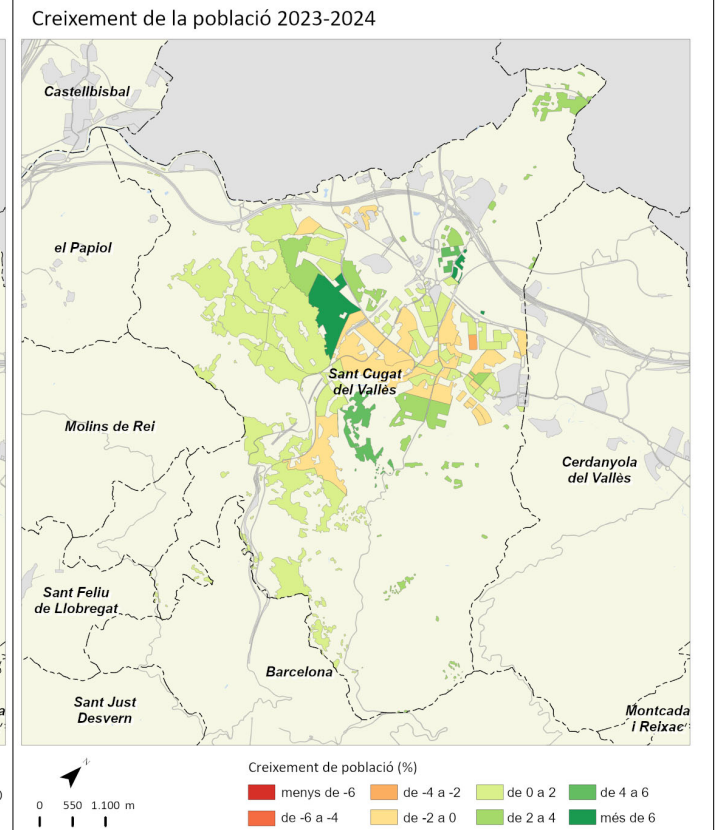 Creixement de la població 2023-2024
Castellbisbal
el Papiol
Sant Cugat
del Vallès
Molins de Rei
Cerdanyola
del Vallès
Sant Feliu
de Llobregat
Barcelona
Sant Just
Desvern
Montcada
i Reixac
N
0 550 1.100 m
Creixement de població (%)
menys de -6
de -4 a -2
de 0 a 2
de 4 a 6
de -6 a -4
de -2 a 0
de 2 a 4
més de 6